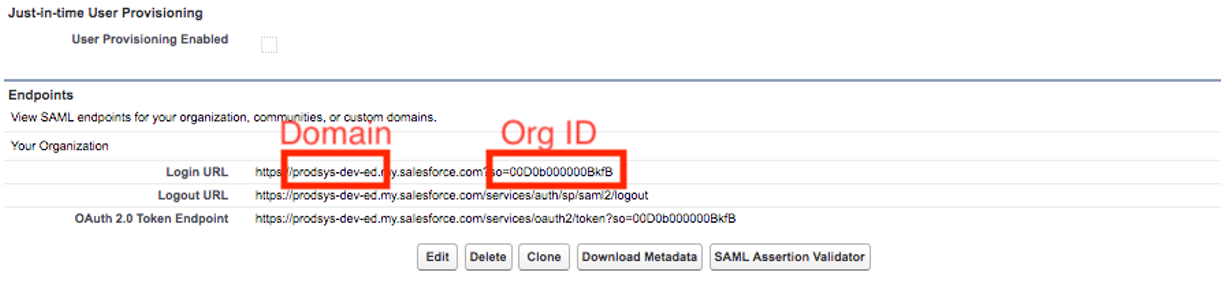 Just-in-time User Provisioning
User Provisioning Enabled
Endpoints
View SAML endpoints for your organization, communities, or custom domains.
Domain Org ID
Your Organization
Login URL https://prodsys-dev-ed.my.salesforce.com?so=00D0b000000BkfB
Logout URL https://prodsys-dev-ed.my.salesforce.com/services/auth/sp/saml2/logout
OAuth 2.0 Token Endpoint https://prodsys-dev-ed.my.salesforce.com/services/oauth2/token?so=00D0b000000BkfB
Edit Delete Clone Download Metadata SAML Assertion Validator